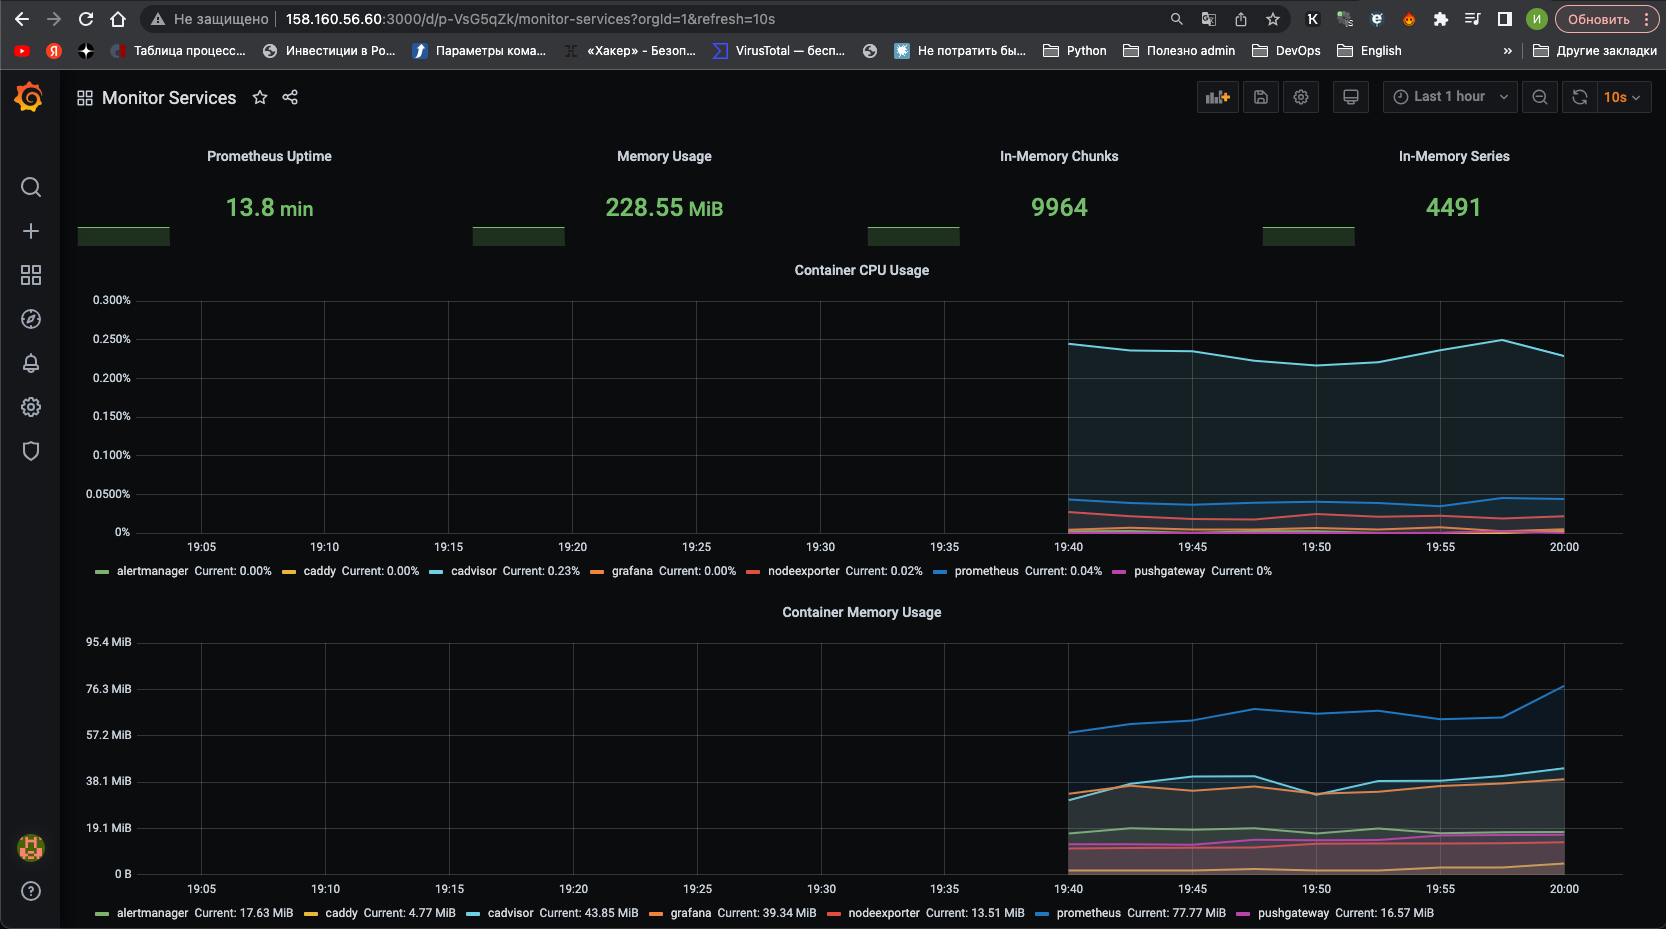 Не защищено 158.160.56.60:3000/d/p-VsG5qZk/monitor-services?orgId=1&refresh=10s K И Обновить
Я Таблица процесс... Инвестиции в Ро... Параметры кома... «Хакер» - Безоп... VirusTotal — бесп... Не потратить бы... Python Полезно admin DevOps English » Другие закладки
Monitor Services Last 1 hour 10s
Prometheus Uptime Memory Usage In-Memory Chunks In-Memory Series
13.8 min 228.55 MiB 9964 4491
Container CPU Usage
0.300%
0.250%
0.200%
0.150%
0.100%
0.0500%
0%
19:05 19:10 19:15 19:20 19:25 19:30 19:35 19:40 19:45 19:50 19:55 20:00
alertmanager Current: 0.00% caddy Current: 0.00% cadvisor Current: 0.23% grafana Current: 0.00% nodeexporter Current: 0.02% prometheus Current: 0.04% pushgateway Current: 0%
Container Memory Usage
95.4 MiB
76.3 MiB
57.2 MiB
38.1 MiB
19.1 MiB
0 B
19:05 19:10 19:15 19:20 19:25 19:30 19:35 19:40 19:45 19:50 19:55 20:00
alertmanager Current: 17.63 MiB caddy Current: 4.77 MiB cadvisor Current: 43.85 MiB grafana Current: 39.34 MiB nodeexporter Current: 13.51 MiB prometheus Current: 77.77 MiB pushgateway Current: 16.57 MiB